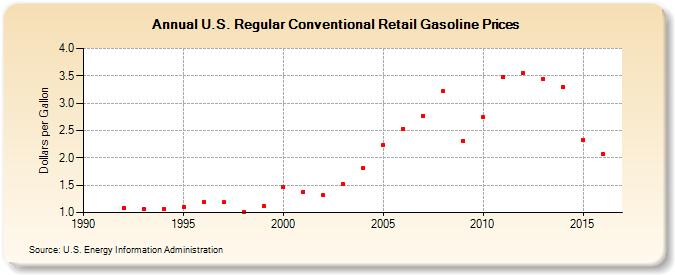 Annual U.S. Regular Conventional Retail Gasoline Prices
Dollars per Gallon
4.0
3.5
3.0
2.5
2.0
1.5
1.0
1990 1995 2000 2005 2010 2015
Source: U.S. Energy Information Administration